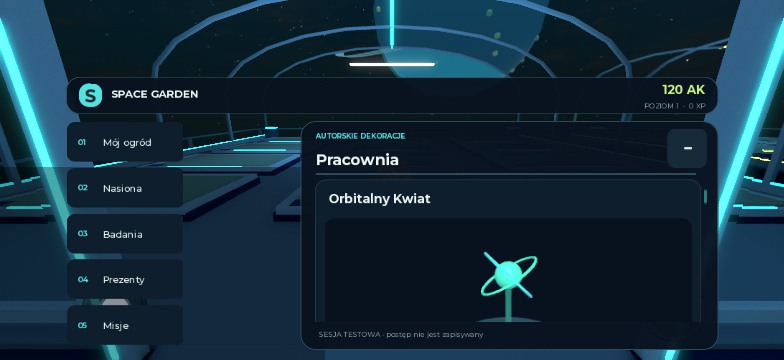 S SPACE GARDEN
120 AK
POZIOM 1 · 0 XP
01 Mój ogród
02 Nasiona
03 Badania
04 Prezenty
05 Misje
AUTORSKIE DEKORACJE
Pracownia
–
Orbitalny Kwiat
SESJA TESTOWA · postęp nie jest zapisywany